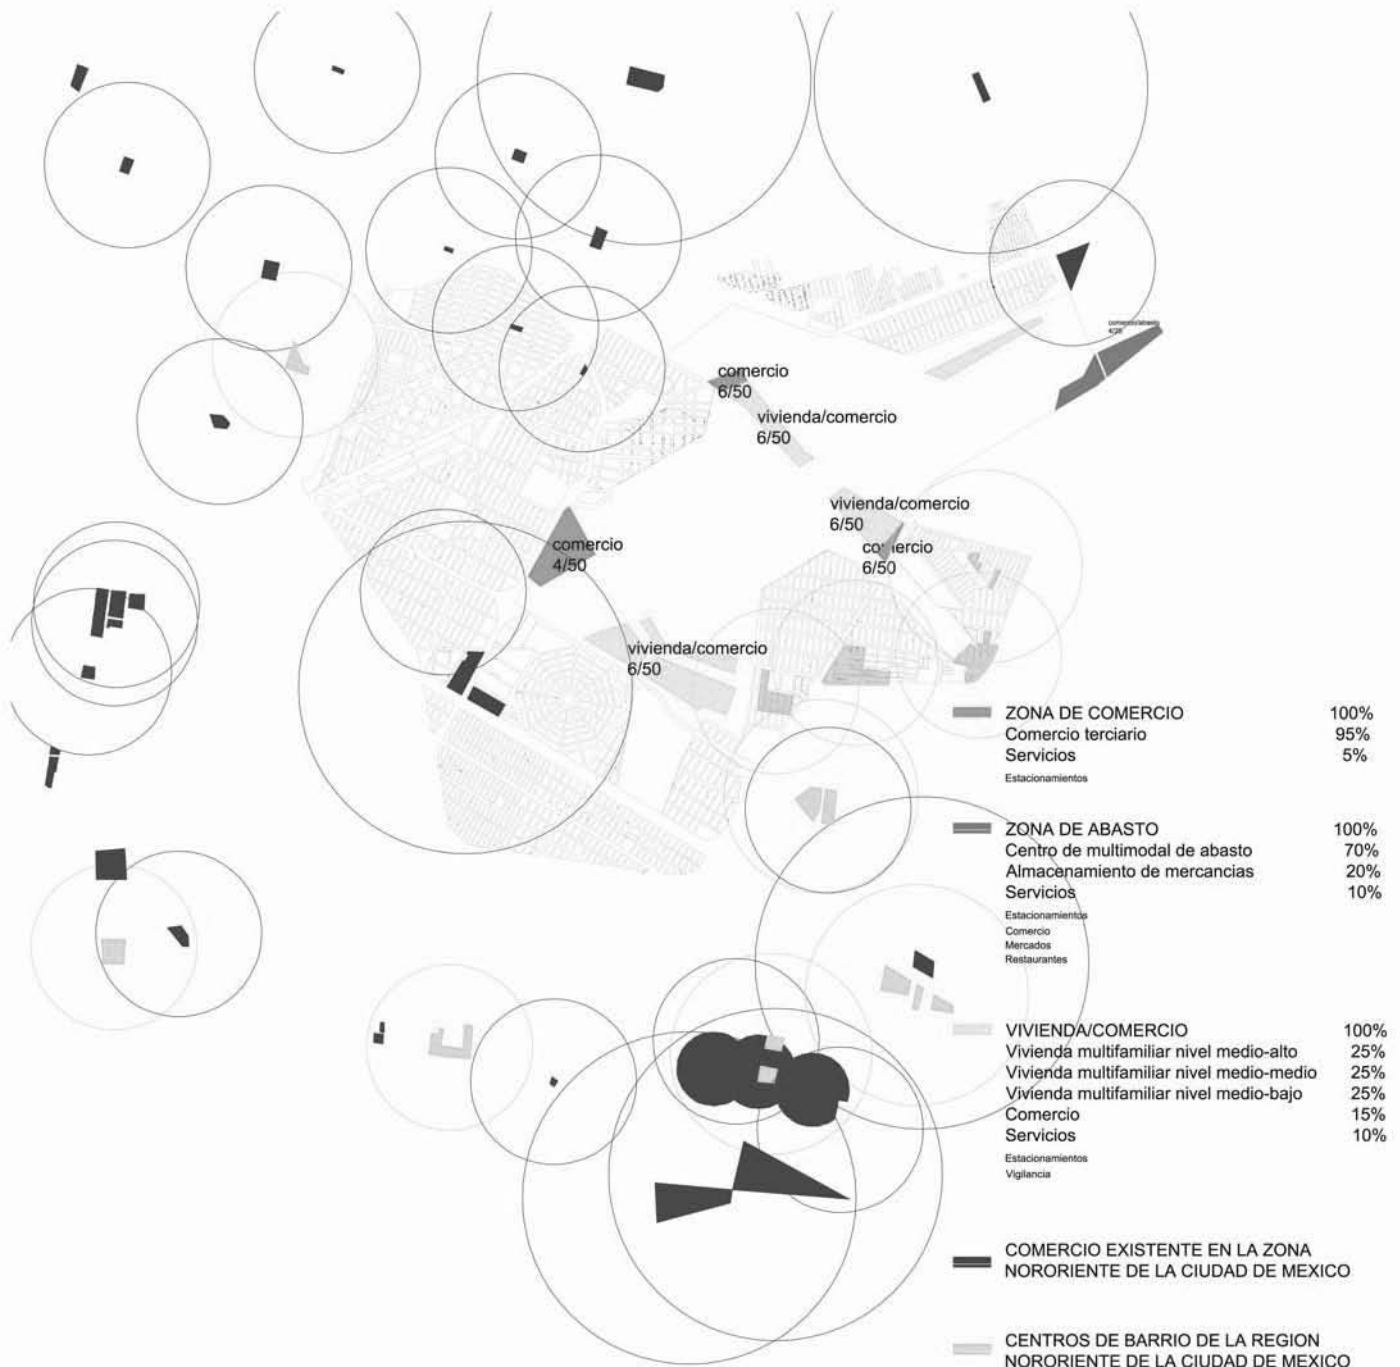 comercio/abasto
4/25
comercio
6/50
vivienda/comercio
6/50
vivienda/comercio
6/50
comercio
6/50
comercio
4/50
vivienda/comercio
6/50
ZONA DE COMERCIO 100%
Comercio terciario 95%
Servicios 5%
Estacionamientos
ZONA DE ABASTO 100%
Centro de multimodal de abasto 70%
Almacenamiento de mercancias 20%
Servicios 10%
Estacionamientos
Comercio
Mercados
Restaurantes
VIVIENDA/COMERCIO 100%
Vivienda multifamiliar nivel medio-alto 25%
Vivienda multifamiliar nivel medio-medio 25%
Vivienda multifamiliar nivel medio-bajo 25%
Comercio 15%
Servicios 10%
Estacionamientos
Vigilancia
COMERCIO EXISTENTE EN LA ZONA
NORORIENTE DE LA CIUDAD DE MEXICO
CENTROS DE BARRIO DE LA REGION
NORORIENTE DE LA CIUDAD DE MEXICO